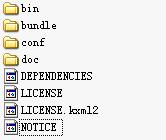 bin
bundle
conf
doc
DEPENDENCIES
LICENSE
LICENSE.kxml2
NOTICE